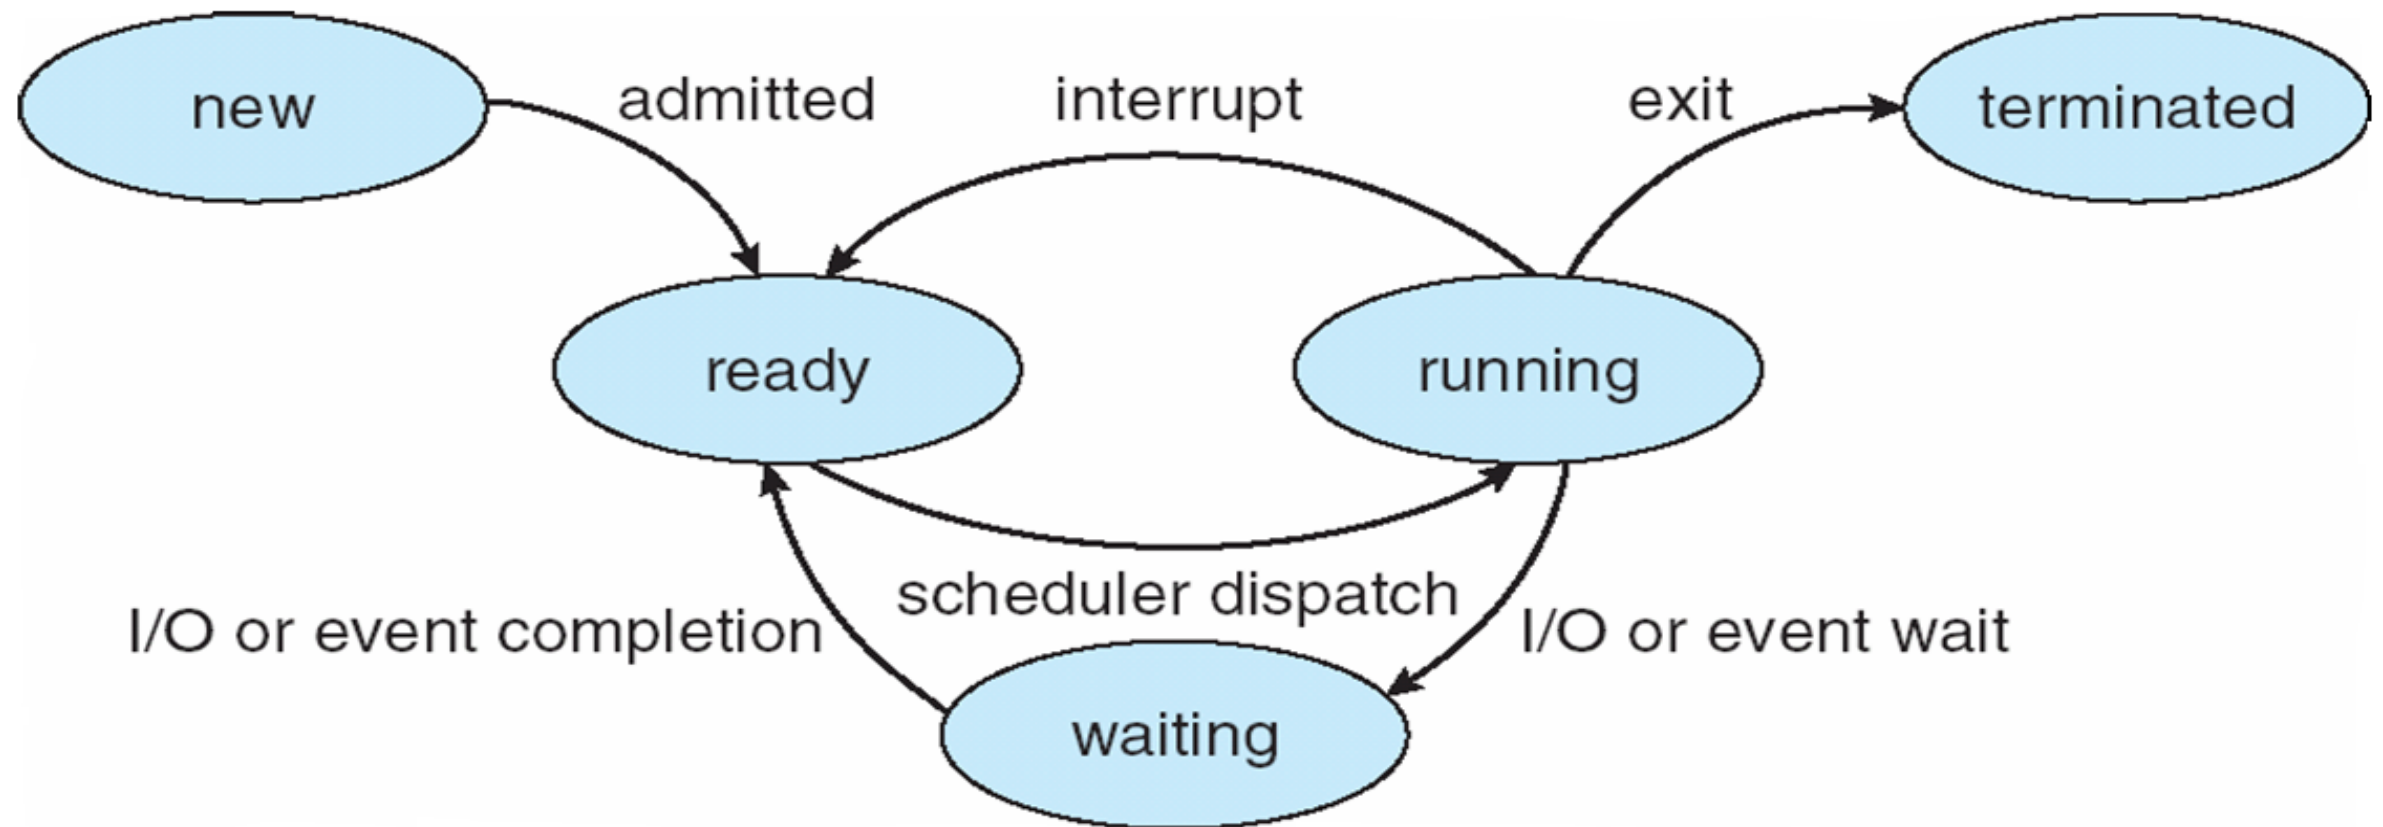 new
admitted
interrupt
exit
terminated
ready
running
scheduler dispatch
I/O or event completion
I/O or event wait
waiting